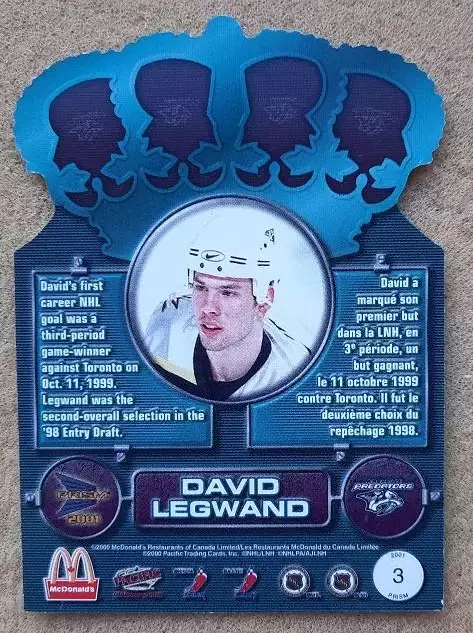 David's first
career NHL
goal was a
third-period
game-winner
against Toronto on
Oct. 11, 1999.
Legwand was the
second-overall selection in the
'98 Entry Draft.
David a
marqué son
premier but
dans la LNH, en
3e période, un
but gagnant,
le 11 octobre 1999
contre Toronto. Il fut le
deuxième choix du
repêchage 1998.
PRISM
2001
DAVID
LEGWAND
PREDATORS
©2000 McDonald's Restaurants of Canada Limited/Les Restaurants McDonald du Canada Limitée
©2000 Pacific Trading Cards, Inc. ©NHL/LNH ©NHLPA/AJLNH
McDonald's
PACIFIC
2001
3
PRISM